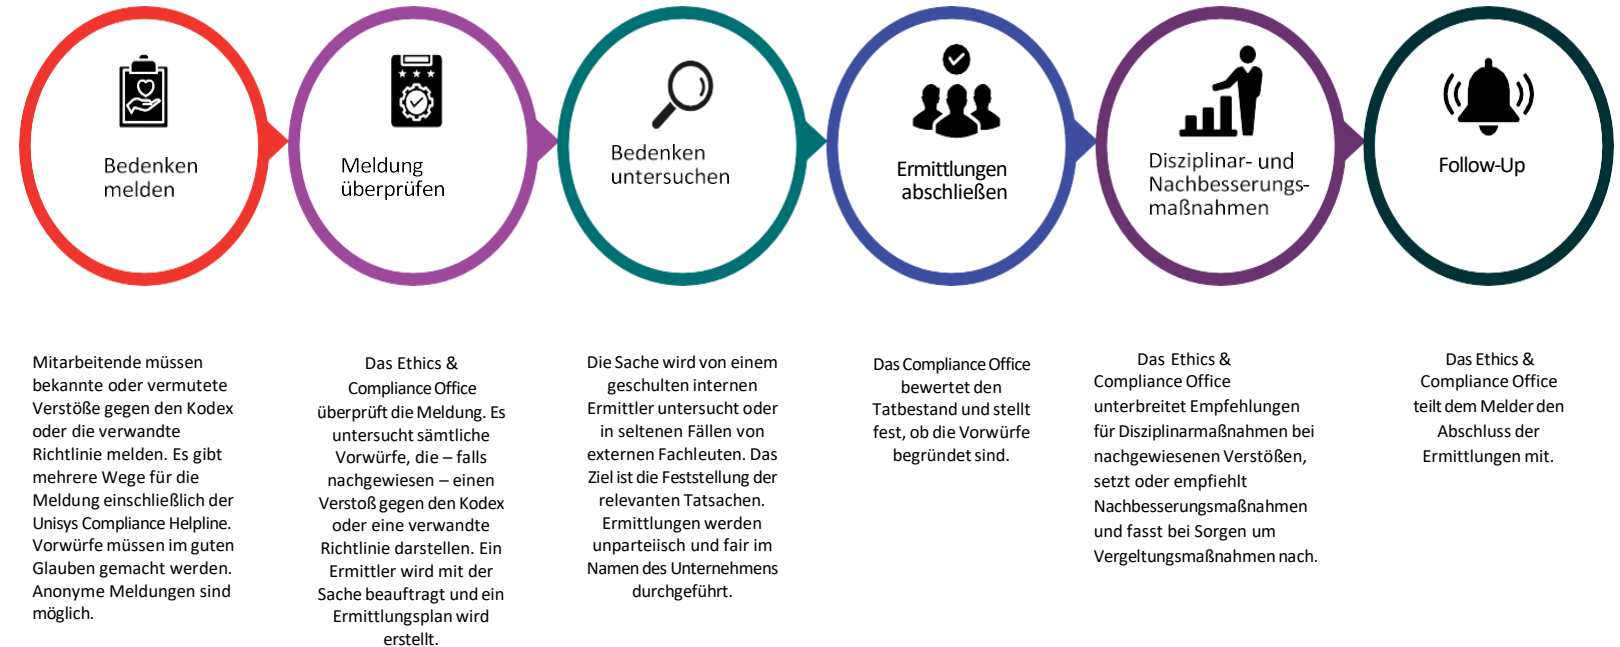 Bedenken
melden
Meldung
überprüfen
Bedenken
untersuchen
Ermittlungen
abschließen
Disziplinar- und
Nachbesserungs-
maßnahmen
Follow-Up
Mitarbeitende müssen
bekannte oder vermutete
Verstöße gegen den Kodex
oder die verwandte
Richtlinie melden. Es gibt
mehrere Wege für die
Meldung einschließlich der
Unisys Compliance Helpline.
Vorwürfe müssen im guten
Glauben gemacht werden.
Anonyme Meldungen sind
möglich.
Das Ethics &
Compliance Office
überprüft die Meldung. Es
untersucht sämtliche
Vorwürfe, die – falls
nachgewiesen – einen
Verstoß gegen den Kodex
oder eine verwandte
Richtlinie darstellen. Ein
Ermittler wird mit der
Sache beauftragt und ein
Ermittlungsplan wird
erstellt.
Die Sache wird von einem
geschulten internen
Ermittler untersucht oder
in seltenen Fällen von
externen Fachleuten. Das
Ziel ist die Feststellung der
relevanten Tatsachen.
Ermittlungen werden
unparteiisch und fair im
Namen des Unternehmens
durchgeführt.
Das Compliance Office
bewertet den
Tatbestand und stellt
fest, ob die Vorwürfe
begründet sind.
Das Ethics &
Compliance Office
unterbreitet Empfehlungen
für Disziplinarmaßnahmen bei
nachgewiesenen Verstößen,
setzt oder empfiehlt
Nachbesserungsmaßnahmen
und fasst bei Sorgen um
Vergeltungsmaßnahmen nach.
Das Ethics &
Compliance Office
teilt dem Melder den
Abschluss der
Ermittlungen mit.